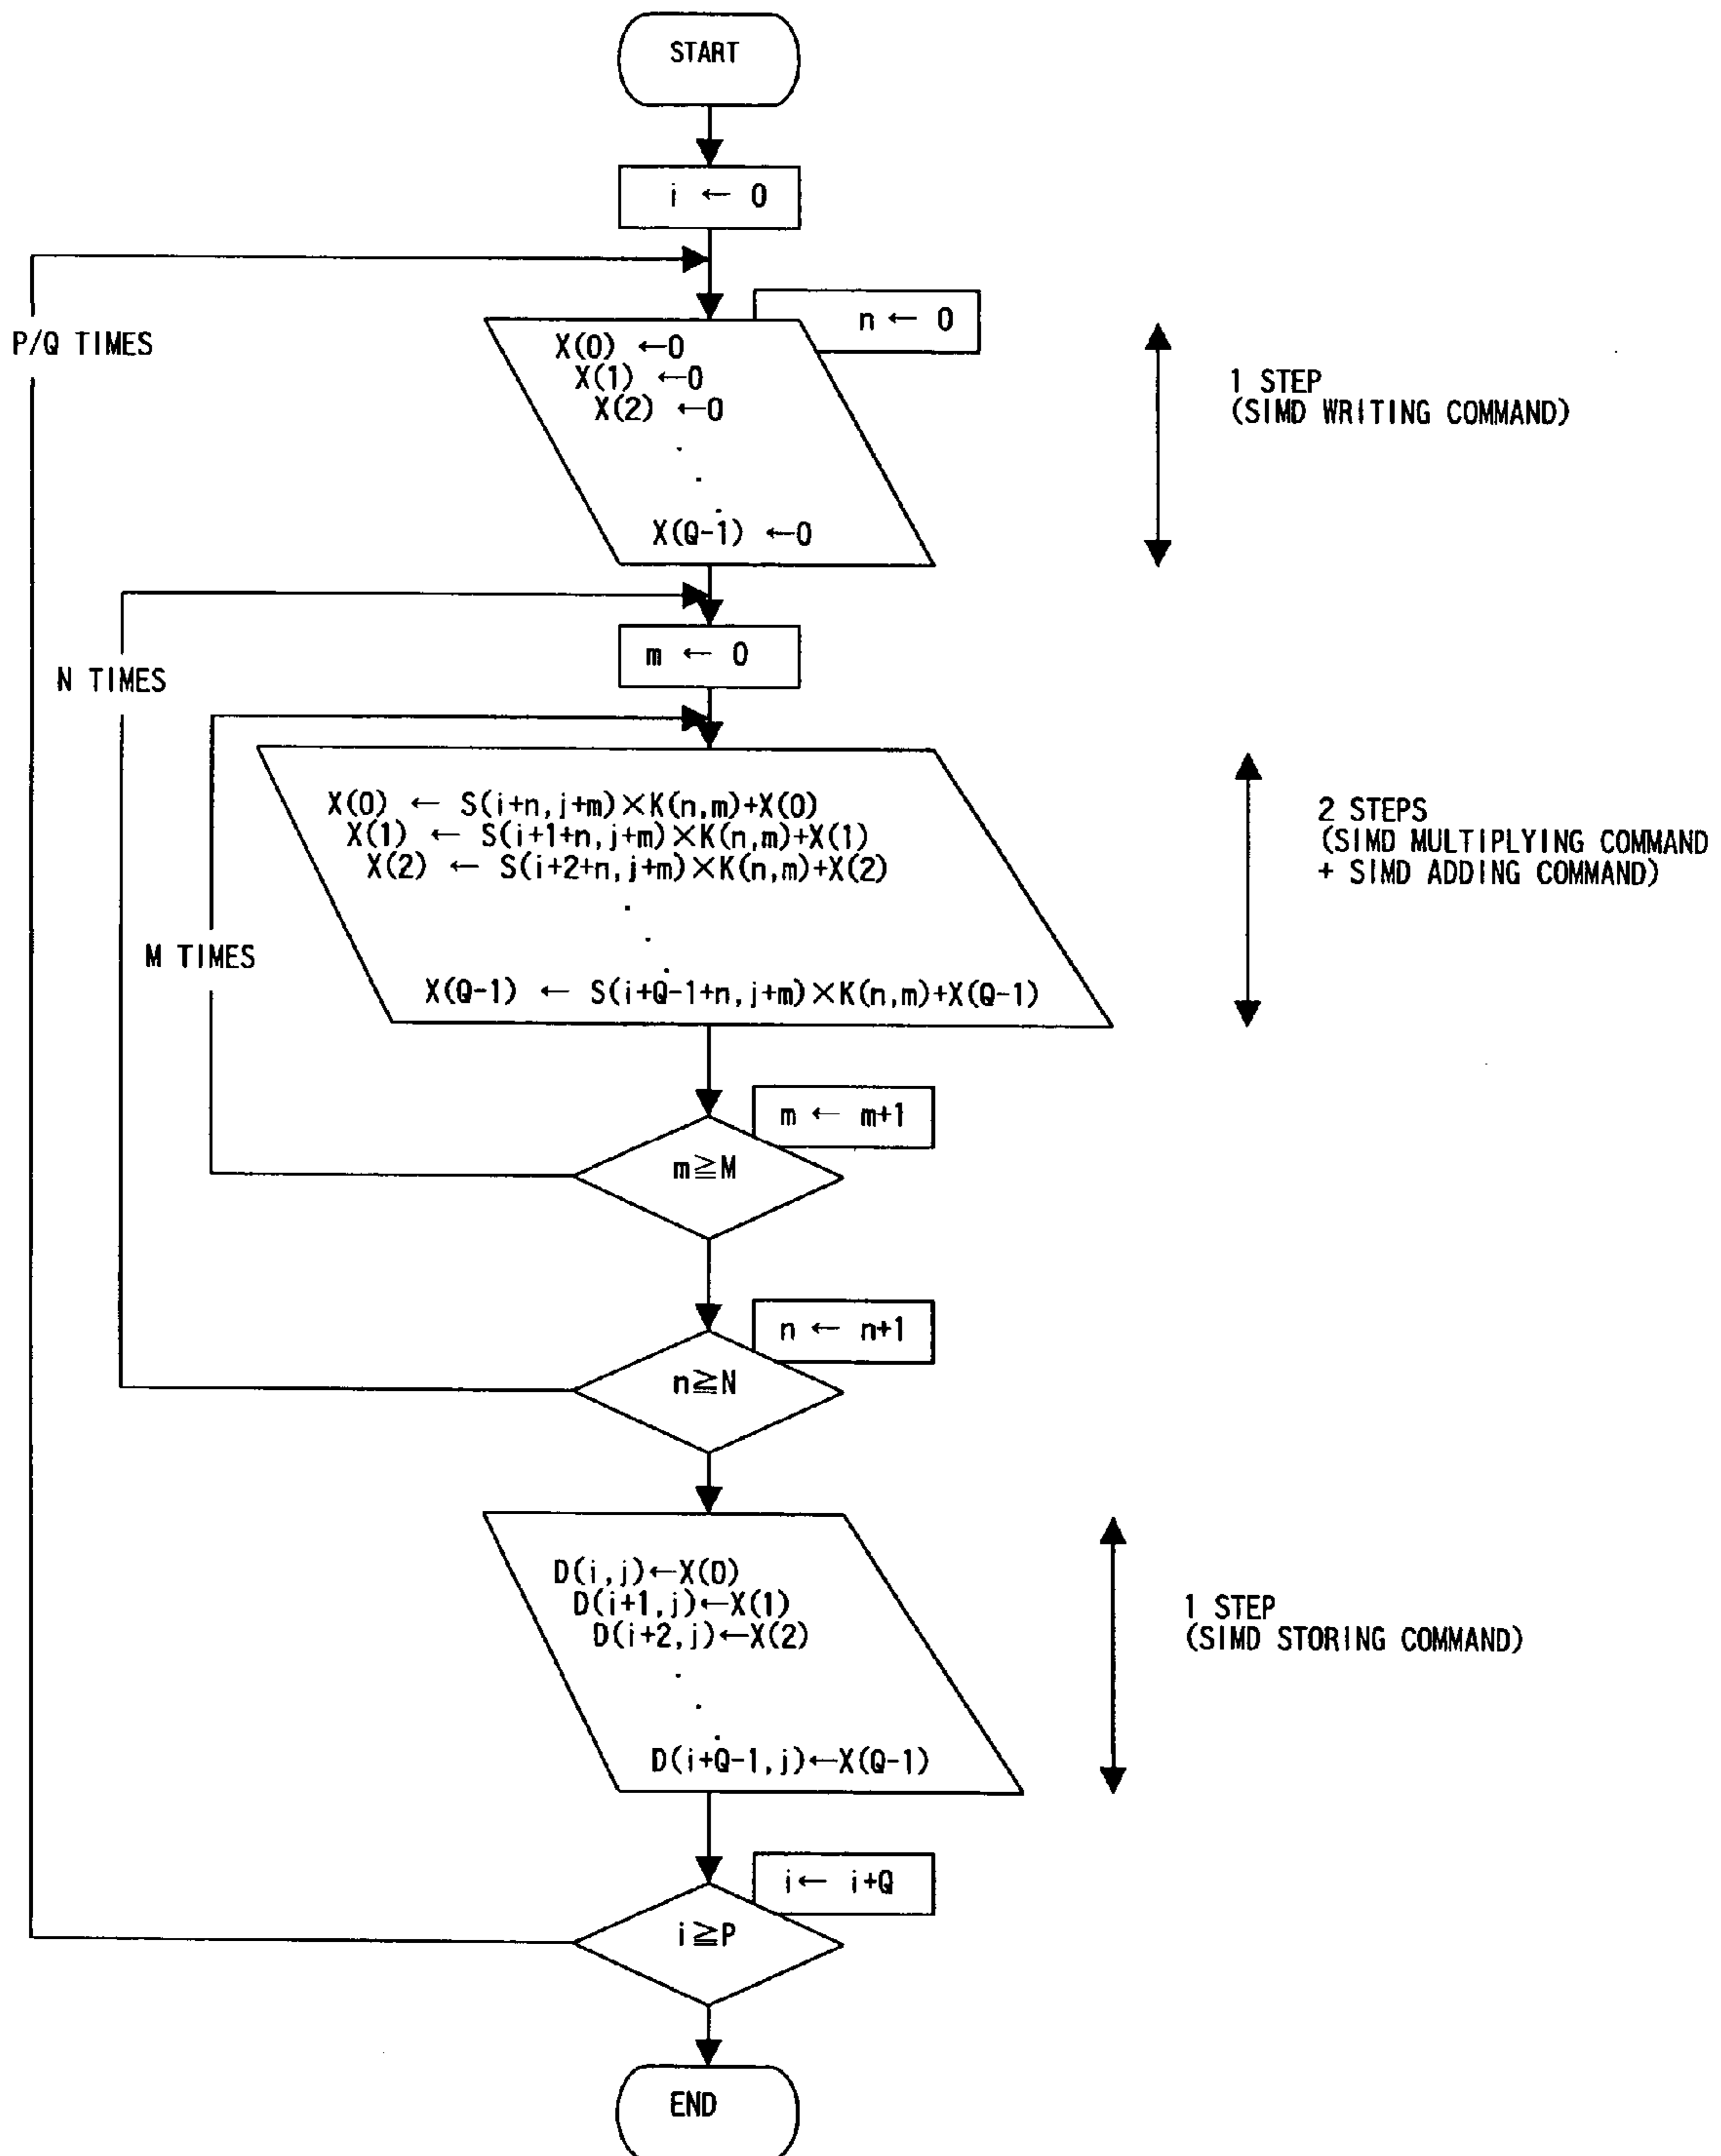 START
i ← 0
P/Q TIMES
n ← 0
X(0) ←0
X(1) ←0
X(2) ←0
.
.
.
X(Q-1) ←0
1 STEP
(SIMD WRITING COMMAND)
N TIMES
m ← 0
M TIMES
X(0) ← S(i+n,j+m)×K(n,m)+X(0)
X(1) ← S(i+1+n,j+m)×K(n,m)+X(1)
X(2) ← S(i+2+n,j+m)×K(n,m)+X(2)
.
.
.
X(Q-1) ← S(i+Q-1+n,j+m)×K(n,m)+X(Q-1)
2 STEPS
(SIMD MULTIPLYING COMMAND
+ SIMD ADDING COMMAND)
m ← m+1
m≧M
n ← n+1
n≧N
D(i,j)←X(0)
D(i+1,j)←X(1)
D(i+2,j)←X(2)
.
.
.
D(i+Q-1,j)←X(Q-1)
1 STEP
(SIMD STORING COMMAND)
i← i+Q
i≧P
END